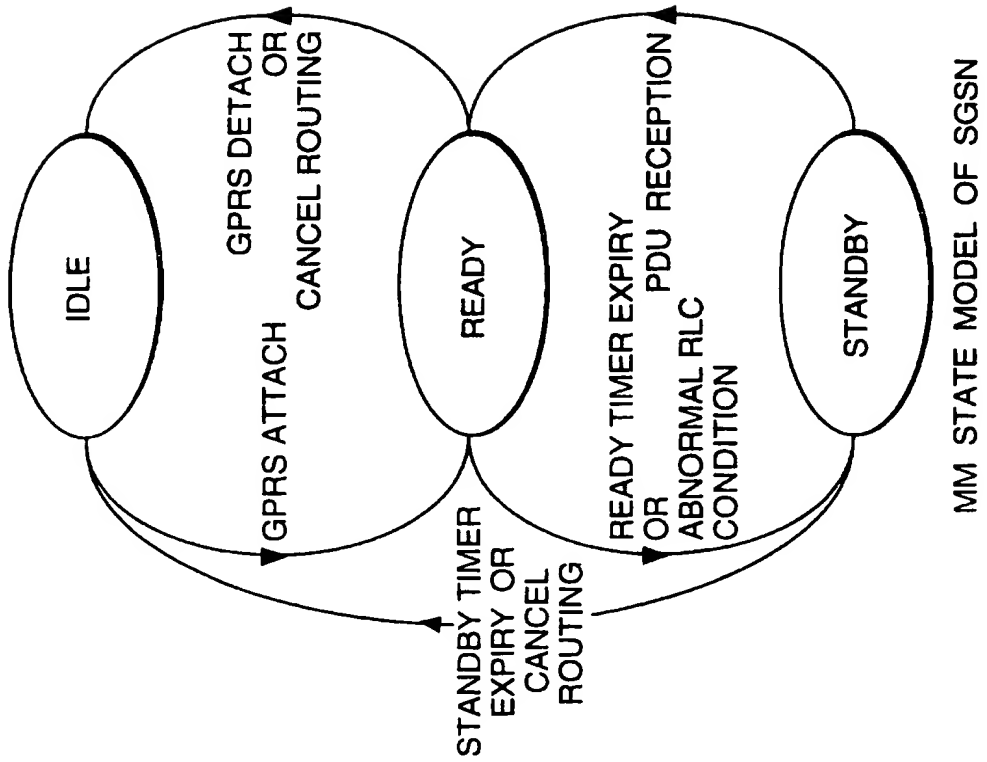 IDLE
GPRS DETACH
OR
CANCEL ROUTING
GPRS ATTACH
READY
STANDBY TIMER
EXPIRY OR
CANCEL
ROUTING
READY TIMER EXPIRY
OR
ABNORMAL RLC
CONDITION
PDU RECEPTION
STANDBY
MM STATE MODEL OF SGSN